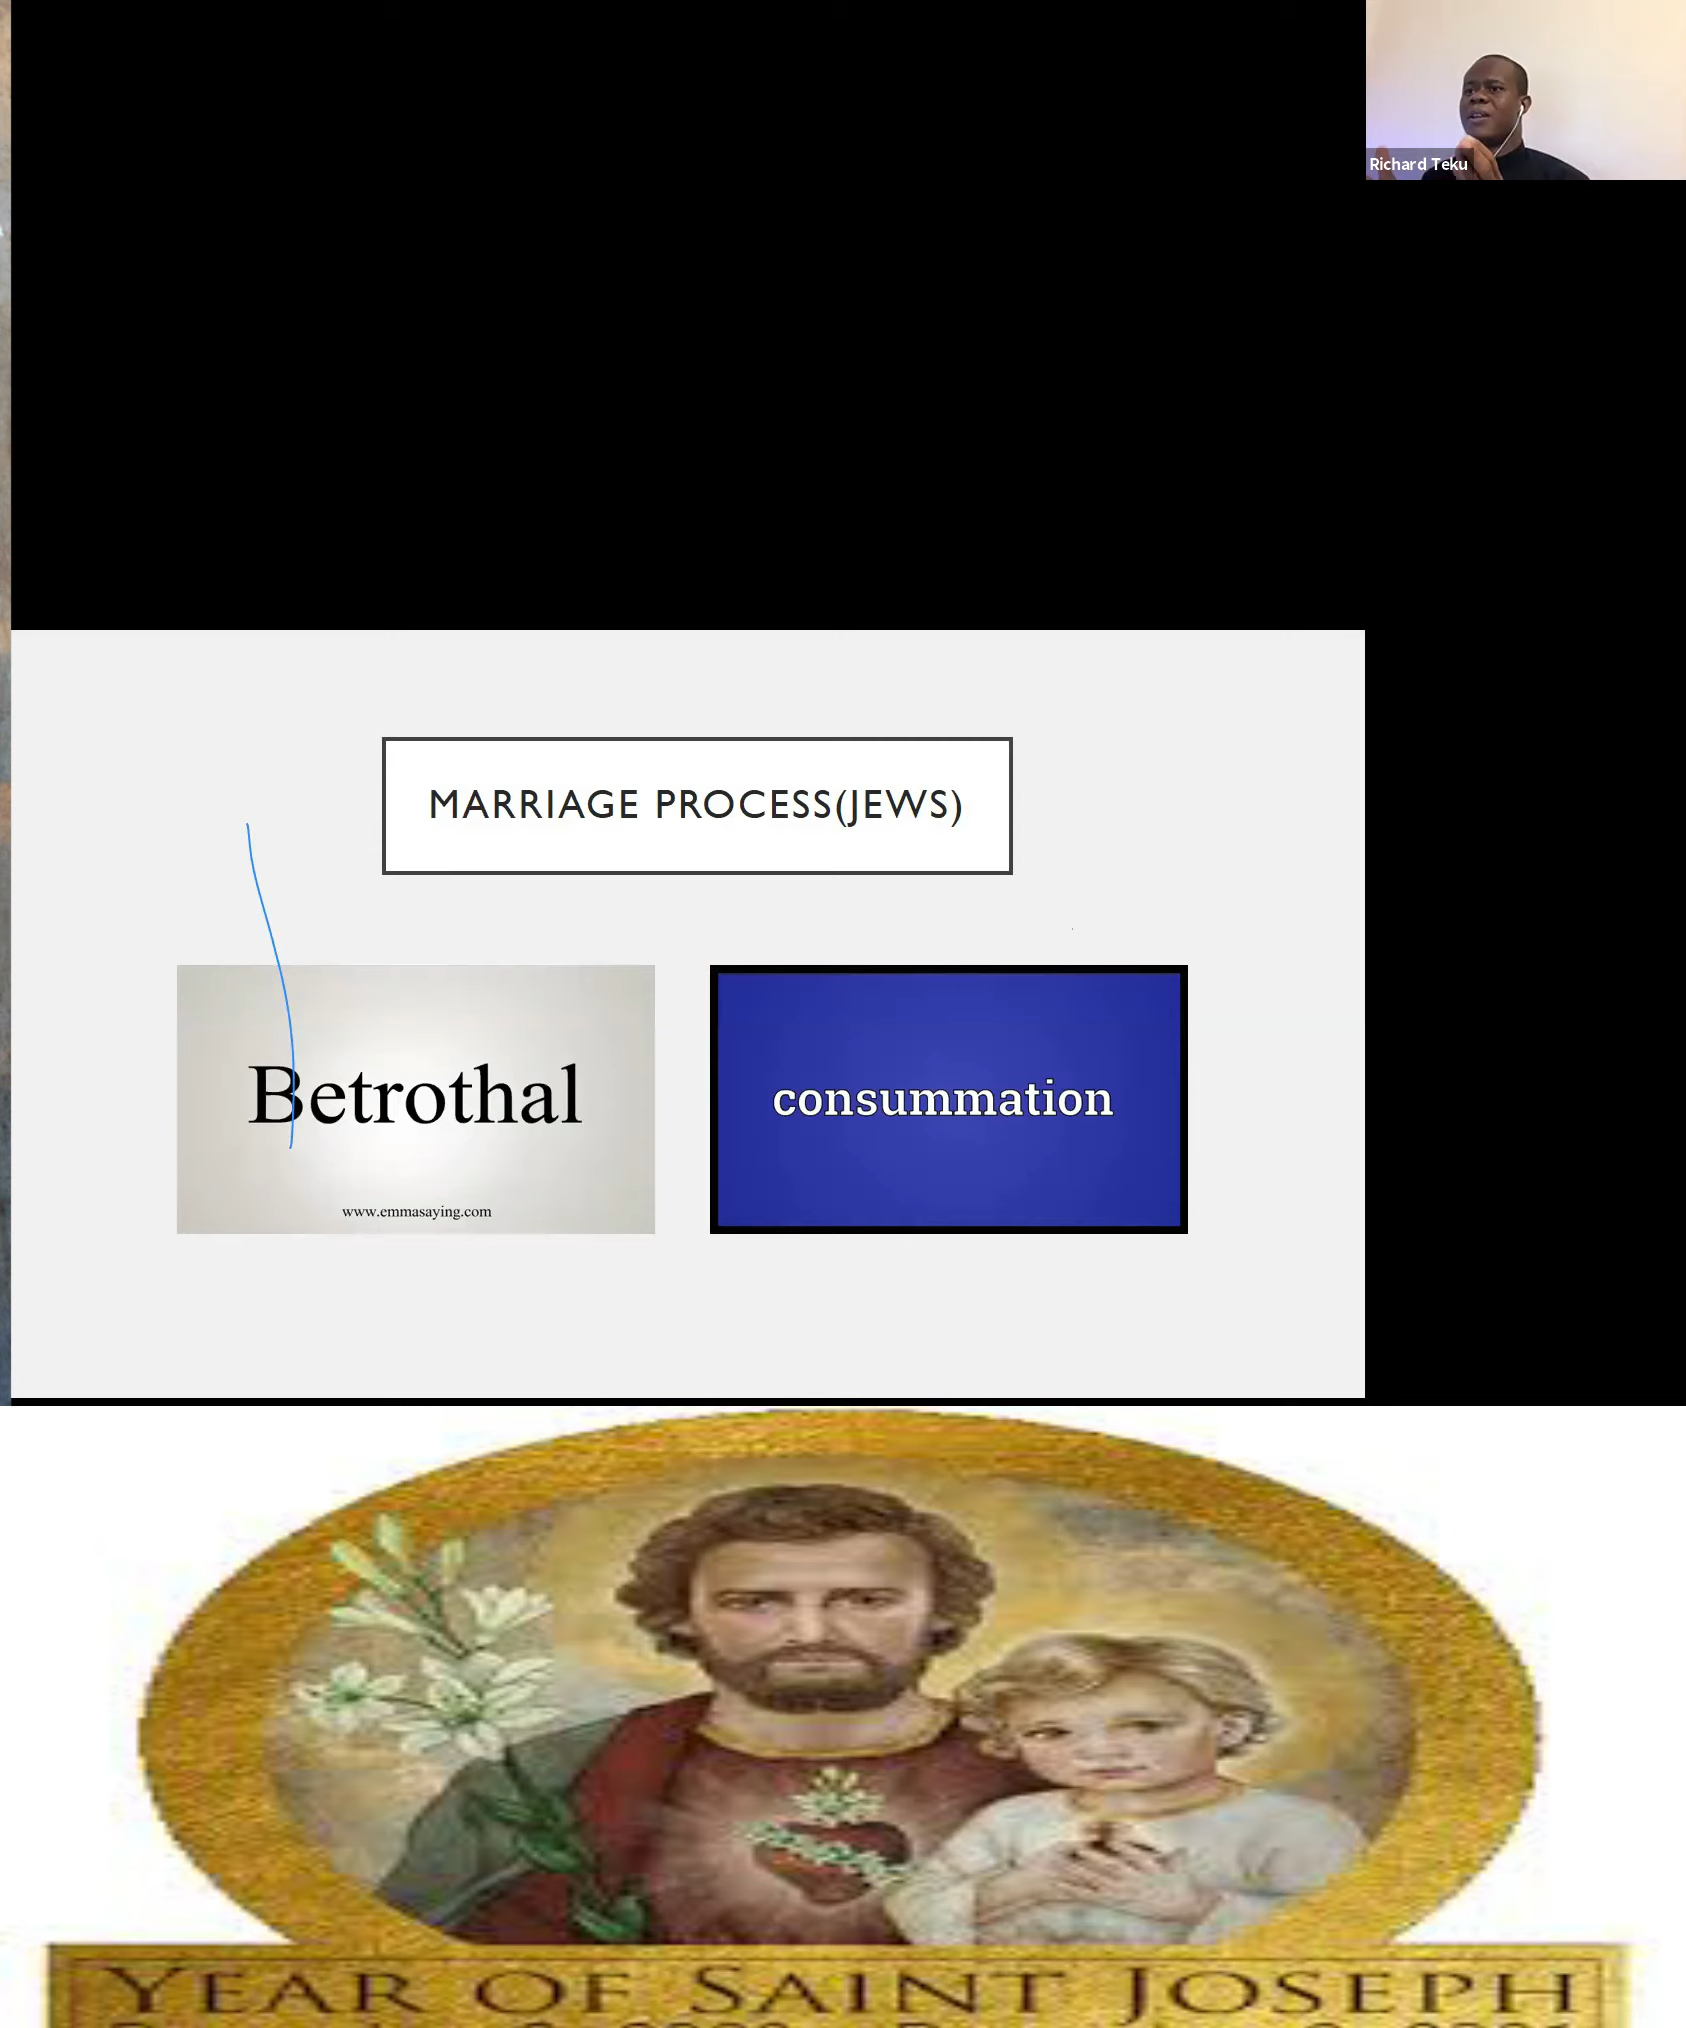 Richard Teku
MARRIAGE PROCESS(JEWS)
Betrothal
www.emmasaying.com
consummation
YEAR OF SAINT JOSEPH